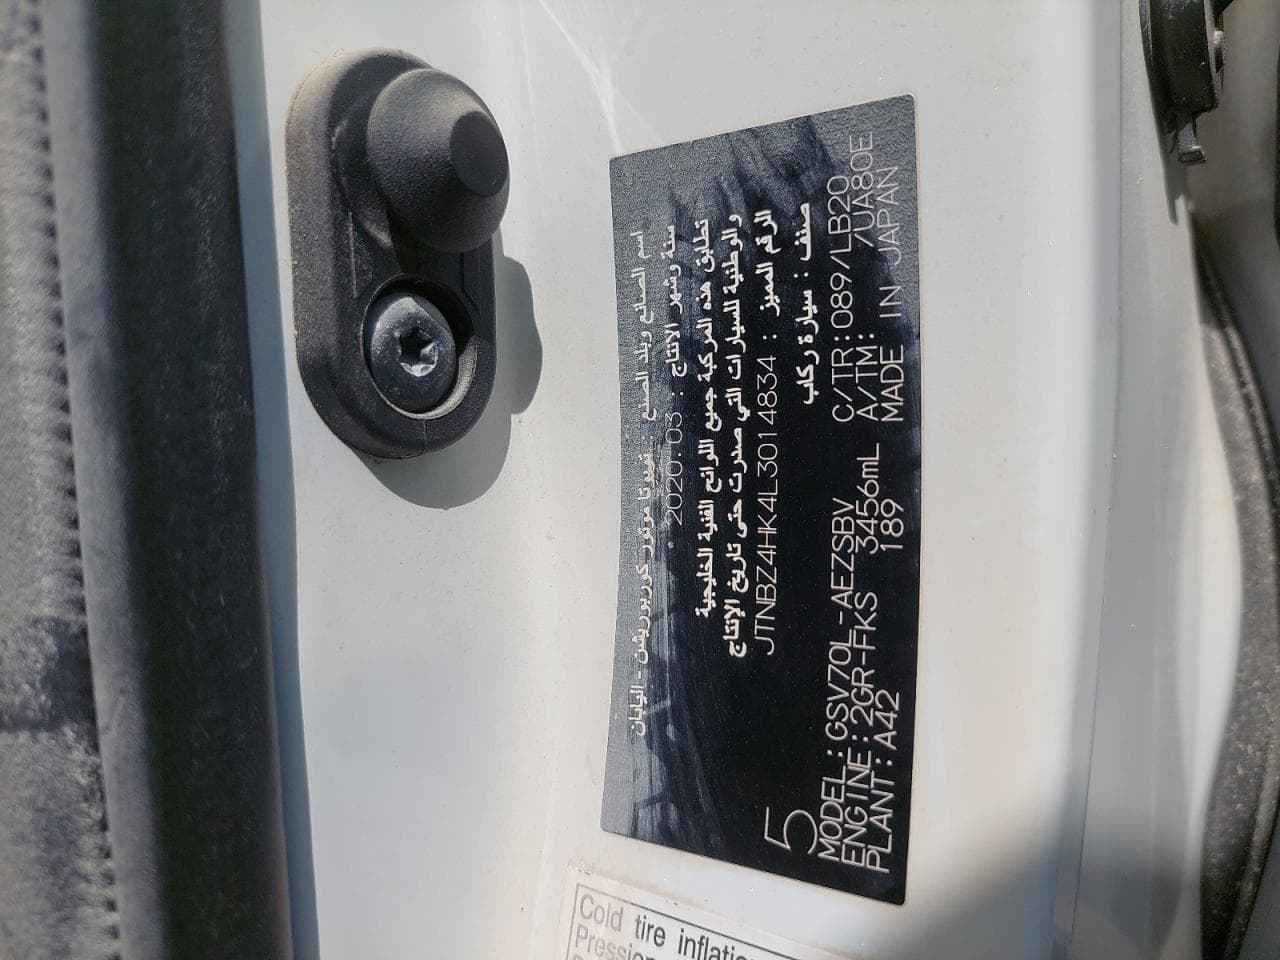 اسم الصانع وبلد الصنع : تويوتا موتور كوربوريشن - اليابان
سنة وشهر الانتاج : 2020.03
تطابق هذه المركبة جميع اللوائح الفنية الخليجية
والوطنية للسيارات التي صدرت حتى تاريخ الإنتاج
الرقم المميز : JTNBZ4HK4L3014834
صنف : سيارة ركاب
5
MODEL:GSV70L-AEZSBV C/TR:089/LB20
ENGINE:2GR-FKS 3456mL A/TM: /UA80E
PLANT:A42 189 MADE IN JAPAN
Cold tire